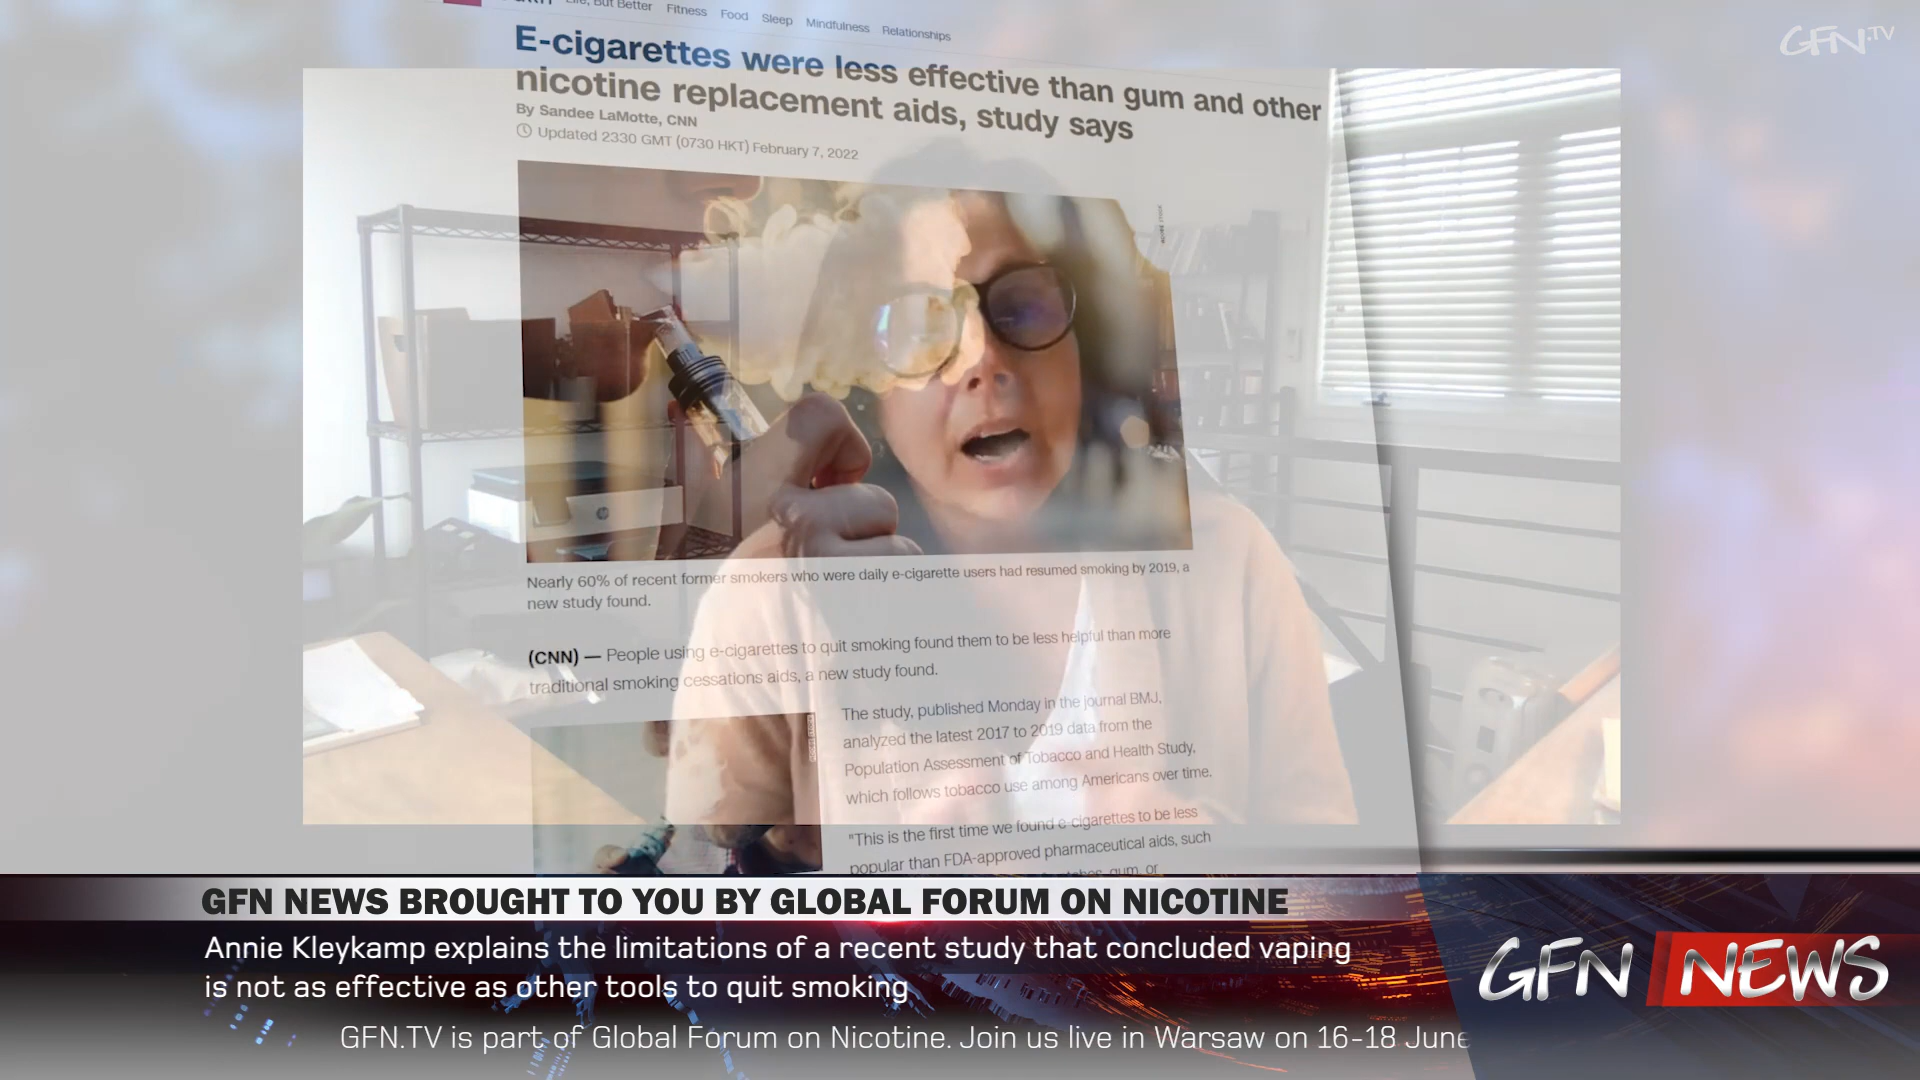 Life, But Better Fitness Food Sleep Mindfulness Relationships
GFN.TV
E-cigarettes were less effective than gum and other
nicotine replacement aids, study says
By Sandee LaMotte, CNN
Updated 2330 GMT (0730 HKT) February 7, 2022
Nearly 60% of recent former smokers who were daily e-cigarette users had resumed smoking by 2019, a
new study found.
(CNN) — People using e-cigarettes to quit smoking found them to be less helpful than more
traditional smoking cessations aids, a new study found.
The study, published Monday in the journal BMJ,
analyzed the latest 2017 to 2019 data from the
Population Assessment of Tobacco and Health Study,
which follows tobacco use among Americans over time.
"This is the first time we found e-cigarettes to be less
popular than FDA-approved pharmaceutical aids, such
gum, or
GFN NEWS BROUGHT TO YOU BY GLOBAL FORUM ON NICOTINE
Annie Kleykamp explains the limitations of a recent study that concluded vaping
is not as effective as other tools to quit smoking
GFN NEWS
GFN.TV is part of Global Forum on Nicotine. Join us live in Warsaw on 16-18 June